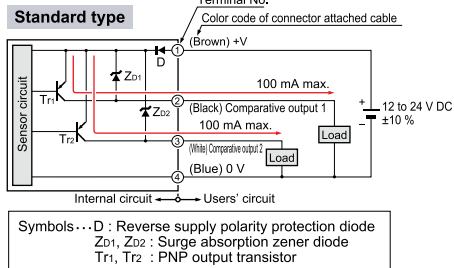 Terminal No.
Standard type
Color code of connector attached cable
(Brown) +V
1
D
ZD1
100 mA max.
Tr1
2
(Black) Comparative output 1
+
12 to 24 V DC
±10 %
−
Sensor circuit
ZD2
100 mA max.
Load
Tr2
3
(White) Comparative output 2
Load
4
(Blue) 0 V
Internal circuit
Users' circuit
Symbols ··· D : Reverse supply polarity protection diode
ZD1, ZD2 : Surge absorption zener diode
Tr1, Tr2 : PNP output transistor